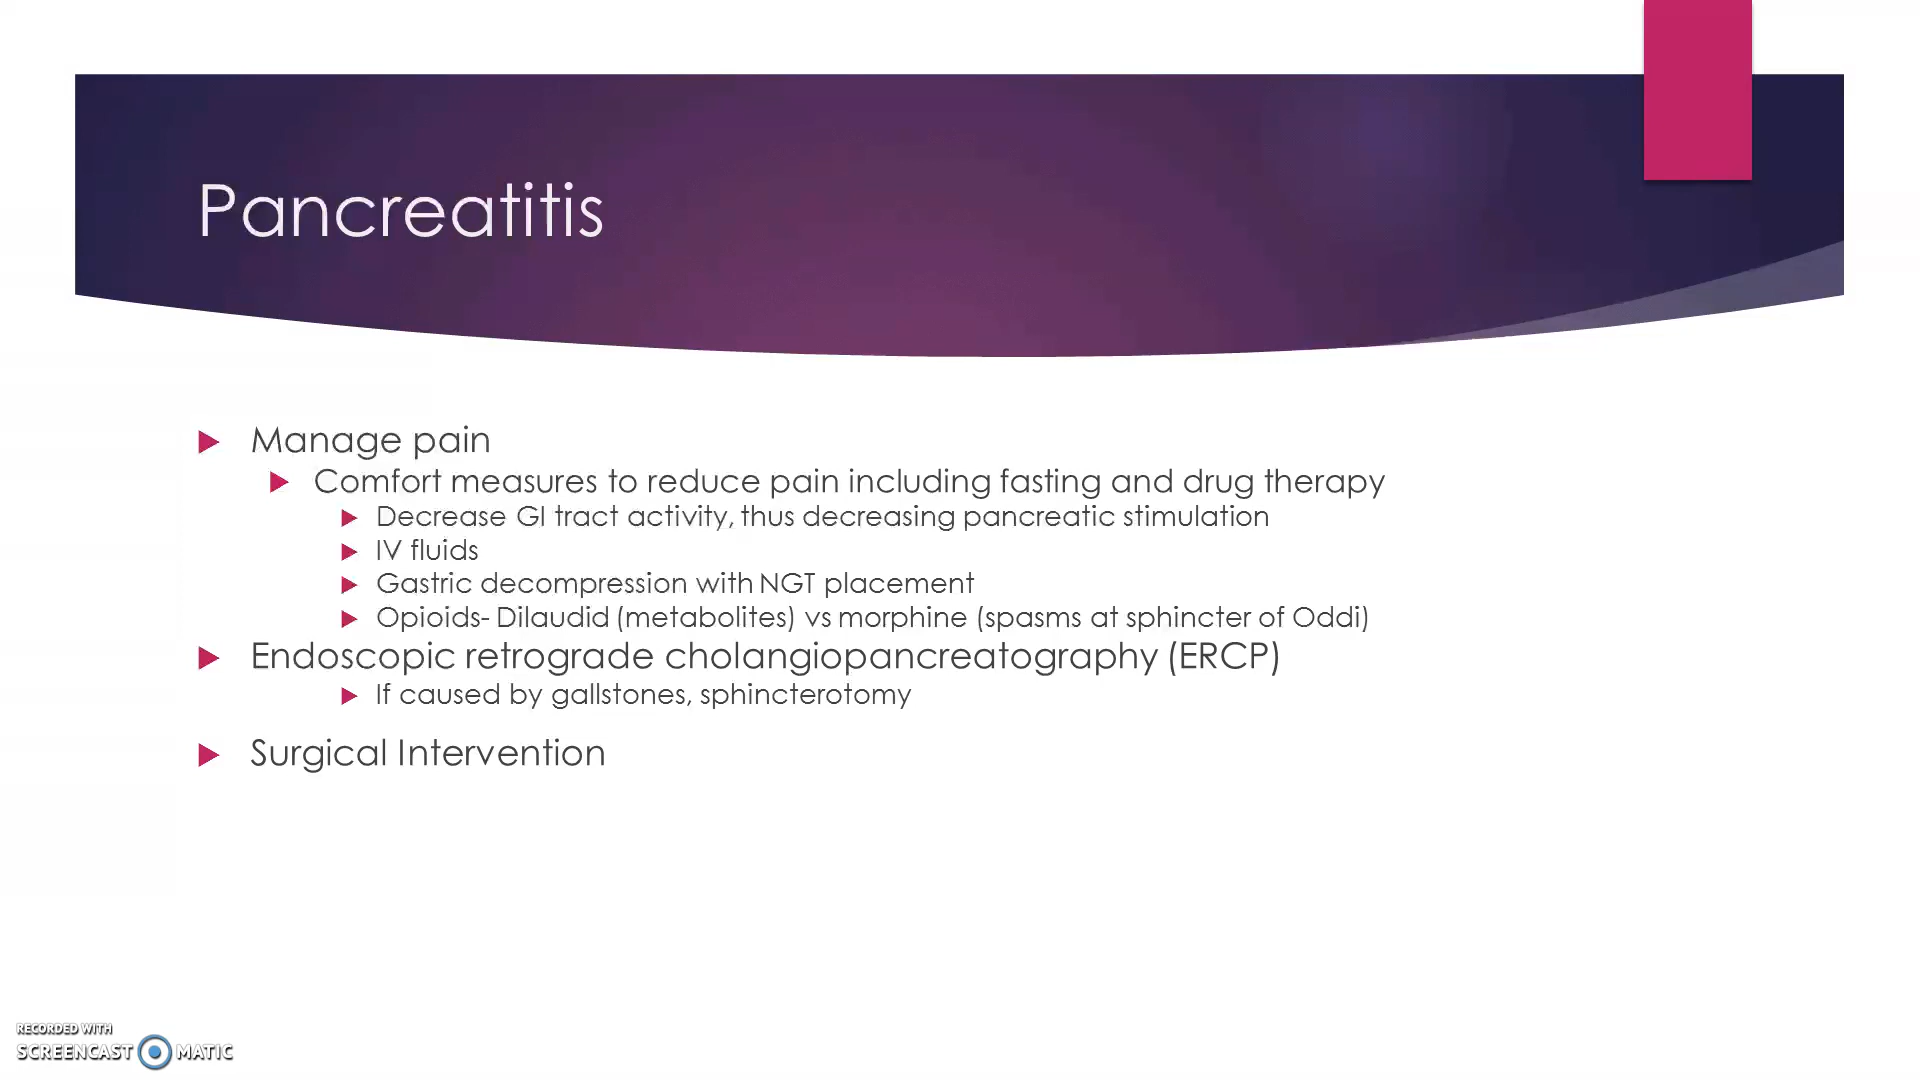 Pancreatitis
Manage pain
Comfort measures to reduce pain including fasting and drug therapy
Decrease GI tract activity, thus decreasing pancreatic stimulation
IV fluids
Gastric decompression with NGT placement
Opioids- Dilaudid (metabolites) vs morphine (spasms at sphincter of Oddi)
Endoscopic retrograde cholangiopancreatography (ERCP)
If caused by gallstones, sphincterotomy
Surgical Intervention
RECORDED WITH
SCREENCAST MATIC